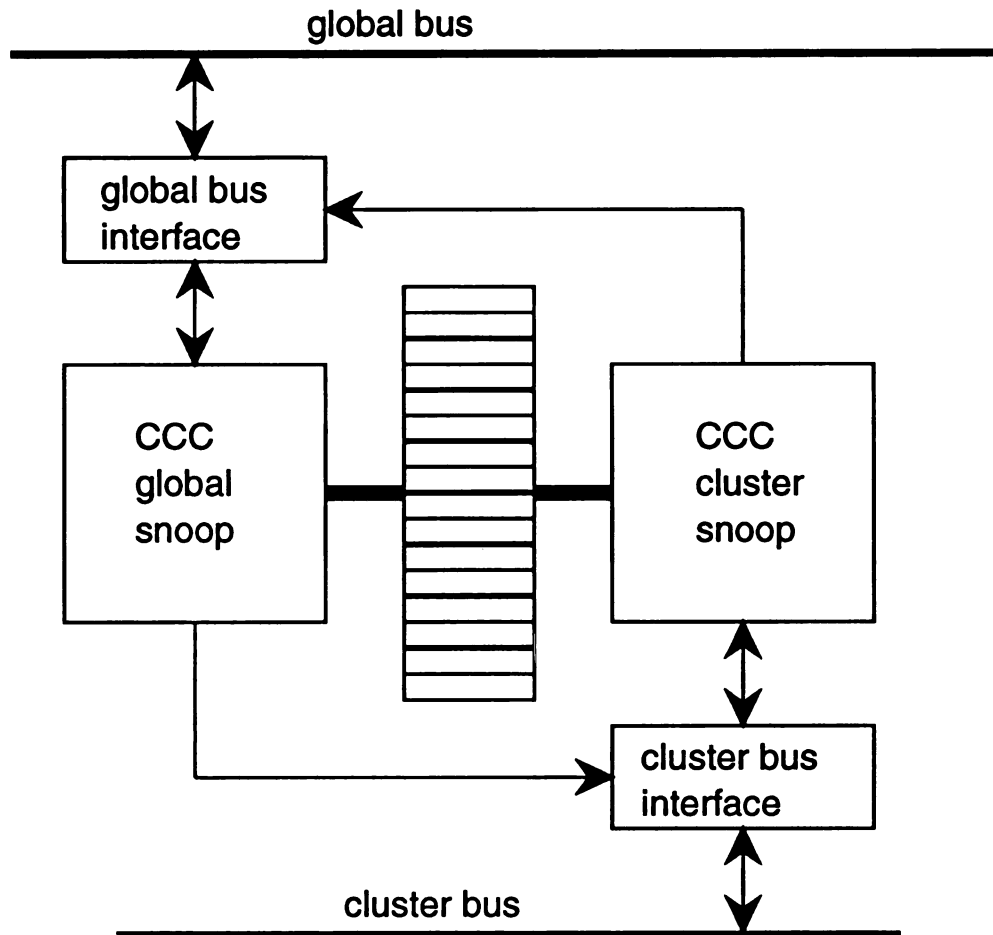 global bus
global bus
interface
CCC
global
snoop
CCC
cluster
snoop
cluster bus
interface
cluster bus